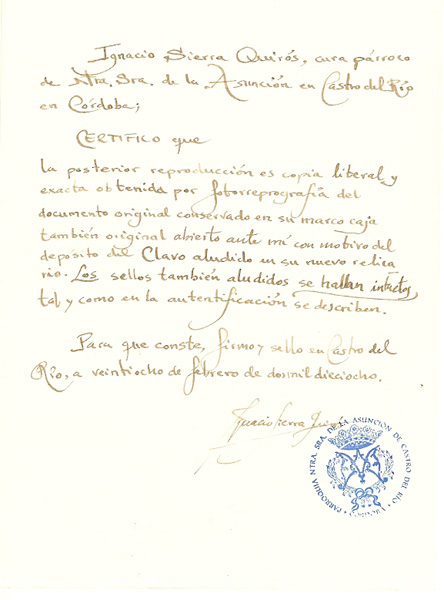 Ignacio Sierra Quirós, cura párroco
de Ntra. Sra. de la Asunción en Castro del Río
en Córdoba;
CERTIFICO que
la posterior reproducción es copia literal y
exacta obtenida por fotorreprografía del
documento original conservado en su marco caja
también original abierto ante mí con motivo del
depósito del Clavo aludido en su nuevo relica
rio. Los sellos también aludidos se hallan intactos
tal y como en la autentificación se describen.
Para que conste, firmo y sello en Castro del
Río, a veintiocho de febrero de dosmil dieciocho.
Ignacio Sierra Quirós
PARROQUIA NTRA. SRA. DE LA ASUNCIÓN DE CASTRO DEL RÍO
CÓRDOBA